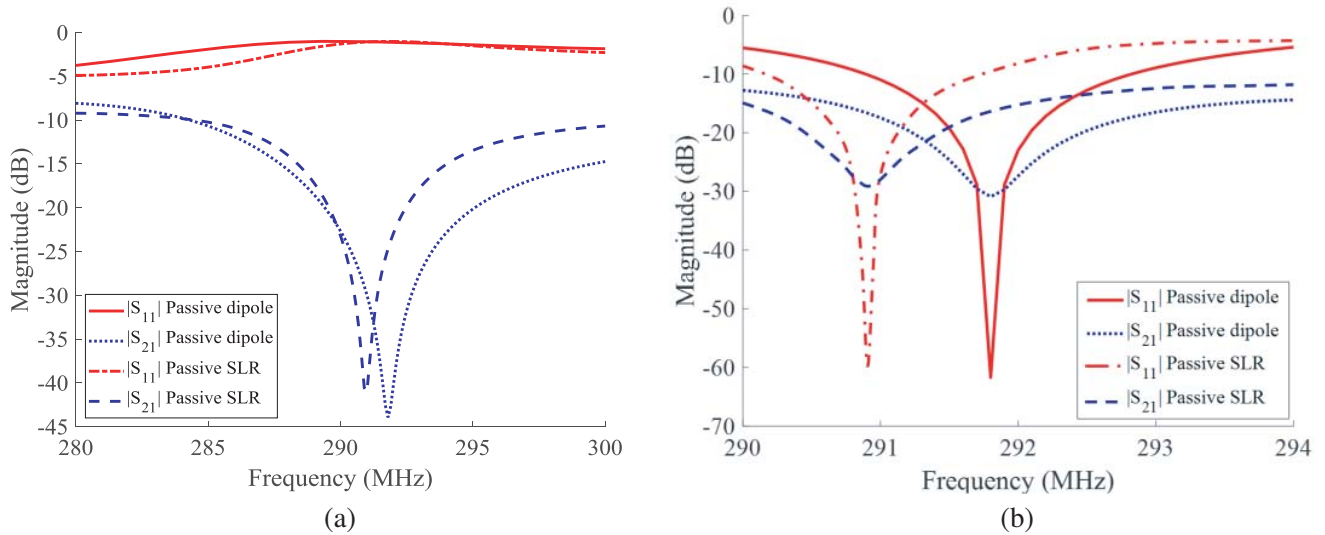 0
-5
-10
-15
-20
-25
-30
-35
-40
-45
Magnitude (dB)
|S11| Passive dipole
|S21| Passive dipole
|S11| Passive SLR
|S21| Passive SLR
280 285 290 295 300
Frequency (MHz)
(a)
0
-10
-20
-30
-40
-50
-60
-70
Magnitude (dB)
|S11| Passive dipole
|S21| Passive dipole
|S11| Passive SLR
|S21| Passive SLR
290 291 292 293 294
Frequency (MHz)
(b)